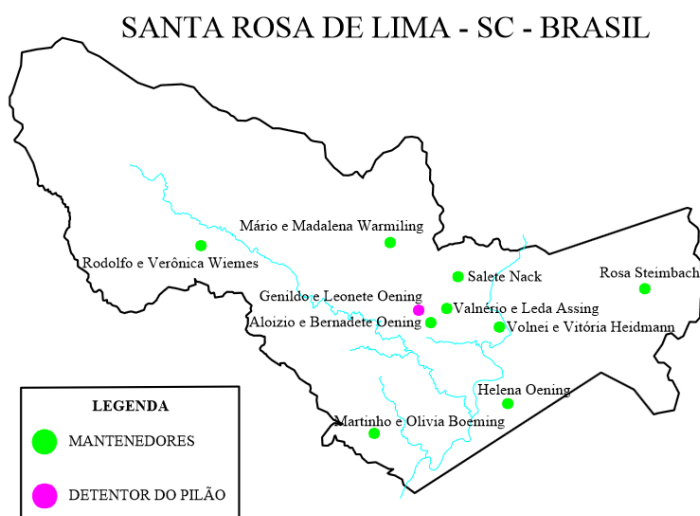 SANTA ROSA DE LIMA - SC - BRASIL
Mário e Madalena Warmiling
Rodolfo e Verônica Wiemes
Salete Nack
Rosa Steimbach
Genildo e Leonete Oening
Valnério e Leda Assing
Aloizio e Bernadete Oening
Volnei e Vitória Heidmann
Helena Oening
Martinho e Olivia Boeming
LEGENDA
MANTENEDORES
DETENTOR DO PILÃO